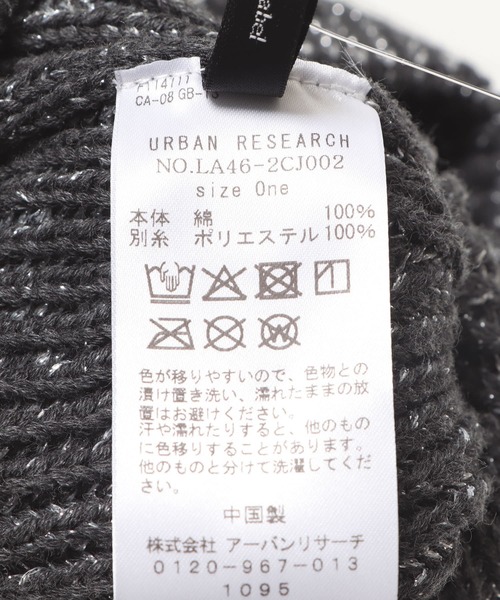 abel
CA-08 GB-
URBAN RESEARCH
NO.LA46-2CJ002
size One
本体 綿 100%
別糸 ポリエステル 100%
色が移りやすいので、色物との
漬け置き洗い、濡れたままの放
置はお避けください。
汗や濡れたりすると、他のもの
に色移りすることがあります。
他のものと分けて洗濯してくだ
さい。
中国製
株式会社 アーバンリサーチ
0120-967-013
1095